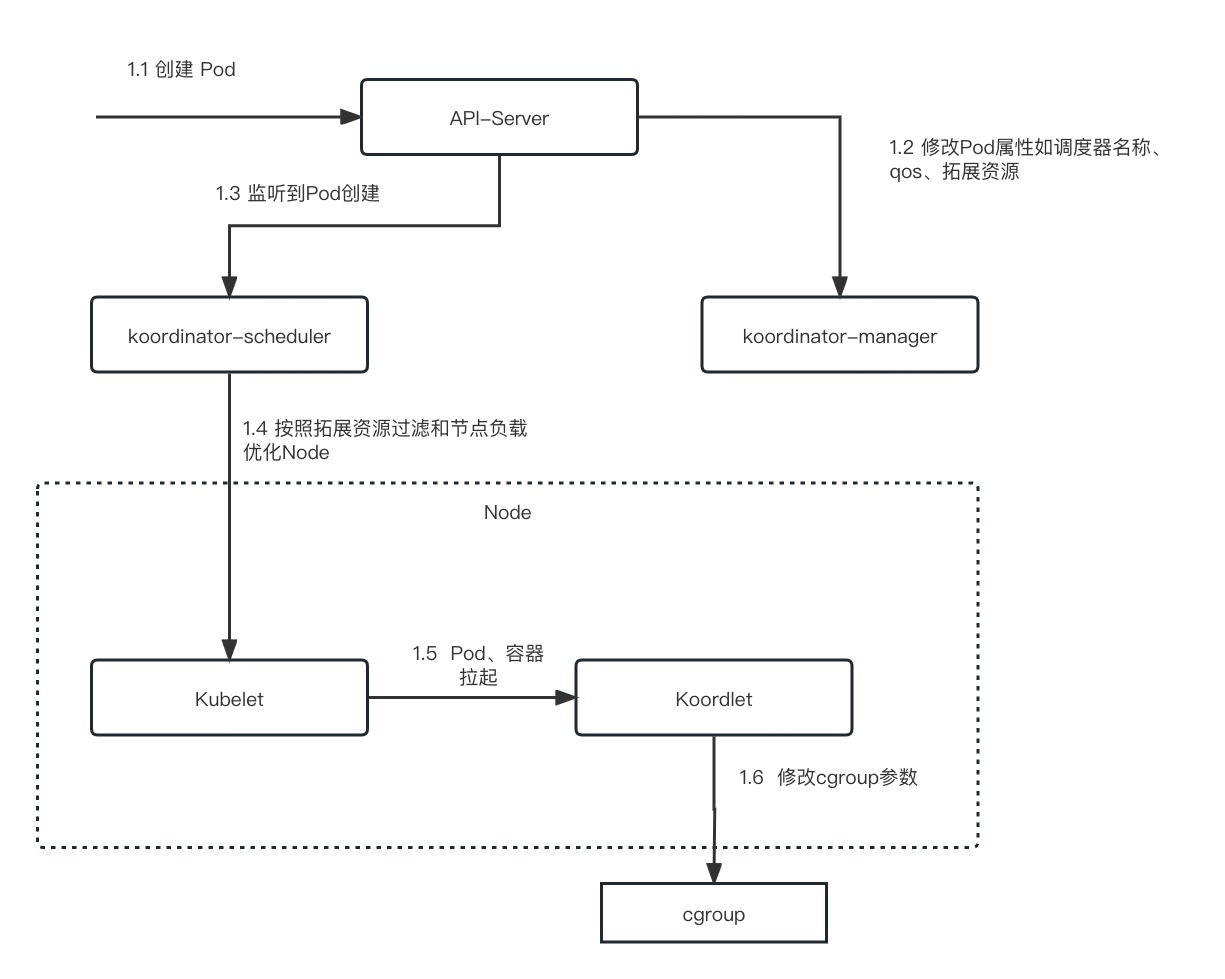 1.1 创建 Pod
API-Server
1.2 修改Pod属性如调度器名称、
qos、拓展资源
1.3 监听到Pod创建
koordinator-scheduler
koordinator-manager
1.4 按照拓展资源过滤和节点负载
优化Node
Node
1.5 Pod、容器
拉起
Kubelet
Koordlet
1.6 修改cgroup参数
cgroup